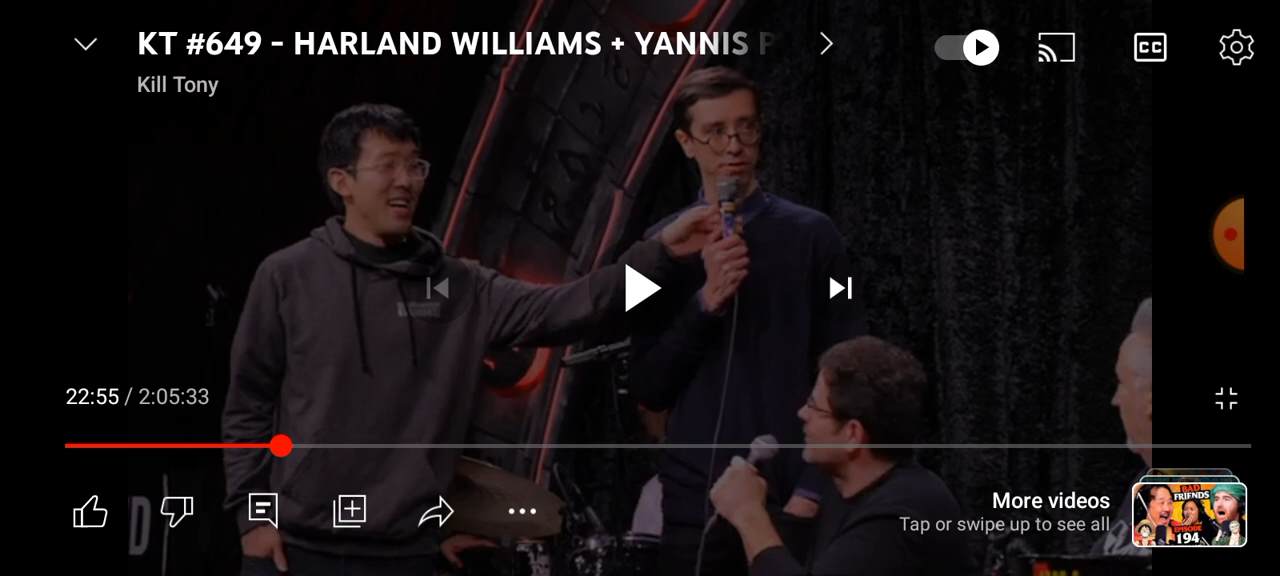 KT #649 - HARLAND WILLIAMS + YANNIS P
Kill Tony
CC
22:55 / 2:05:33
More videos
Tap or swipe up to see all
BAD
FRIENDS
EPISODE
194